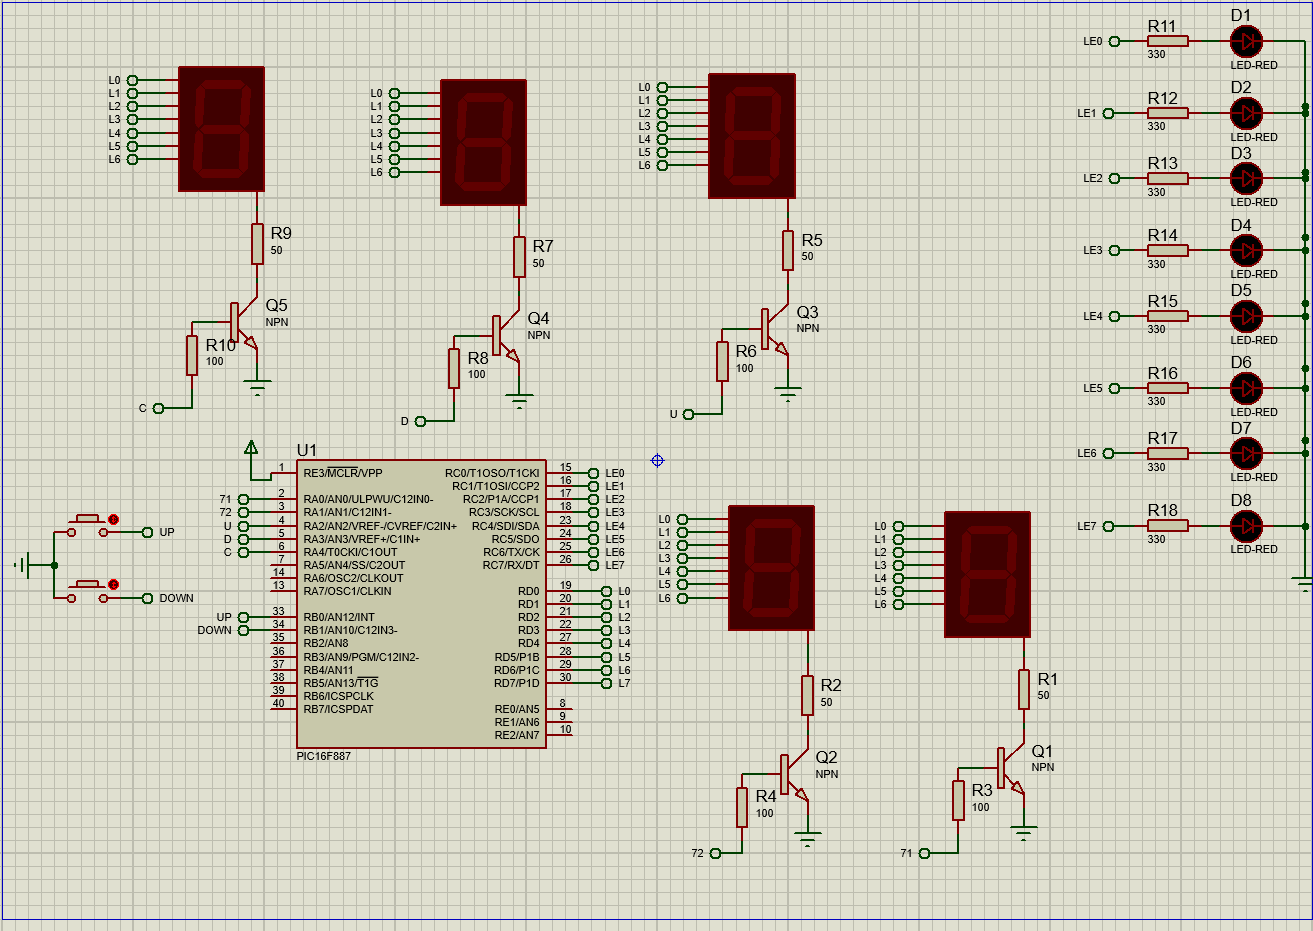 L0
L1
L2
L3
L4
L5
L6
R9
50
Q5
NPN
R10
100
C
L0
L1
L2
L3
L4
L5
L6
R7
50
Q4
NPN
R8
100
D
L0
L1
L2
L3
L4
L5
L6
R5
50
Q3
NPN
R6
100
U
LE0
R11
330
D1
LED-RED
LE1
R12
330
D2
LED-RED
LE2
R13
330
D3
LED-RED
LE3
R14
330
D4
LED-RED
LE4
R15
330
D5
LED-RED
LE5
R16
330
D6
LED-RED
LE6
R17
330
D7
LED-RED
LE7
R18
330
D8
LED-RED
UP
DOWN
U1
1 RE3/MCLR/VPP
71 2 RA0/AN0/ULPWU/C12IN0-
72 3 RA1/AN1/C12IN1-
U 4 RA2/AN2/VREF-/CVREF/C2IN+
D 5 RA3/AN3/VREF+/C1IN+
C 6 RA4/T0CKI/C1OUT
7 RA5/AN4/SS/C2OUT
14 RA6/OSC2/CLKOUT
13 RA7/OSC1/CLKIN
UP 33 RB0/AN12/INT
DOWN 34 RB1/AN10/C12IN3-
35 RB2/AN8
36 RB3/AN9/PGM/C12IN2-
37 RB4/AN11
38 RB5/AN13/T1G
39 RB6/ICSPCLK
40 RB7/ICSPDAT
RC0/T1OSO/T1CKI 15 LE0
RC1/T1OSI/CCP2 16 LE1
RC2/P1A/CCP1 17 LE2
RC3/SCK/SCL 18 LE3
RC4/SDI/SDA 23 LE4
RC5/SDO 24 LE5
RC6/TX/CK 25 LE6
RC7/RX/DT 26 LE7
RD0 19 L0
RD1 20 L1
RD2 21 L2
RD3 22 L3
RD4 27 L4
RD5/P1B 28 L5
RD6/P1C 29 L6
RD7/P1D 30 L7
RE0/AN5 8
RE1/AN6 9
RE2/AN7 10
PIC16F887
L0
L1
L2
L3
L4
L5
L6
R2
50
Q2
NPN
R4
100
72
L0
L1
L2
L3
L4
L5
L6
R1
50
Q1
NPN
R3
100
71